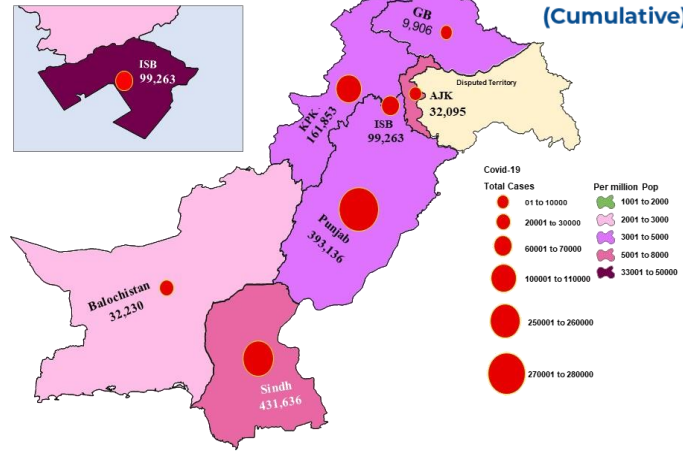 (Cumulative)
GB
9,906
ISB
99,263
Disputed Territory
AJK
32,095
KPK
161,853
ISB
99,263
Punjab
393,136
Balochistan
32,230
Sindh
431,636
Covid-19
Total Cases
01 to 10000
20001 to 30000
60001 to 70000
100001 to 110000
250001 to 260000
270001 to 280000
Per million Pop
1001 to 2000
2001 to 3000
3001 to 5000
5001 to 8000
33001 to 50000